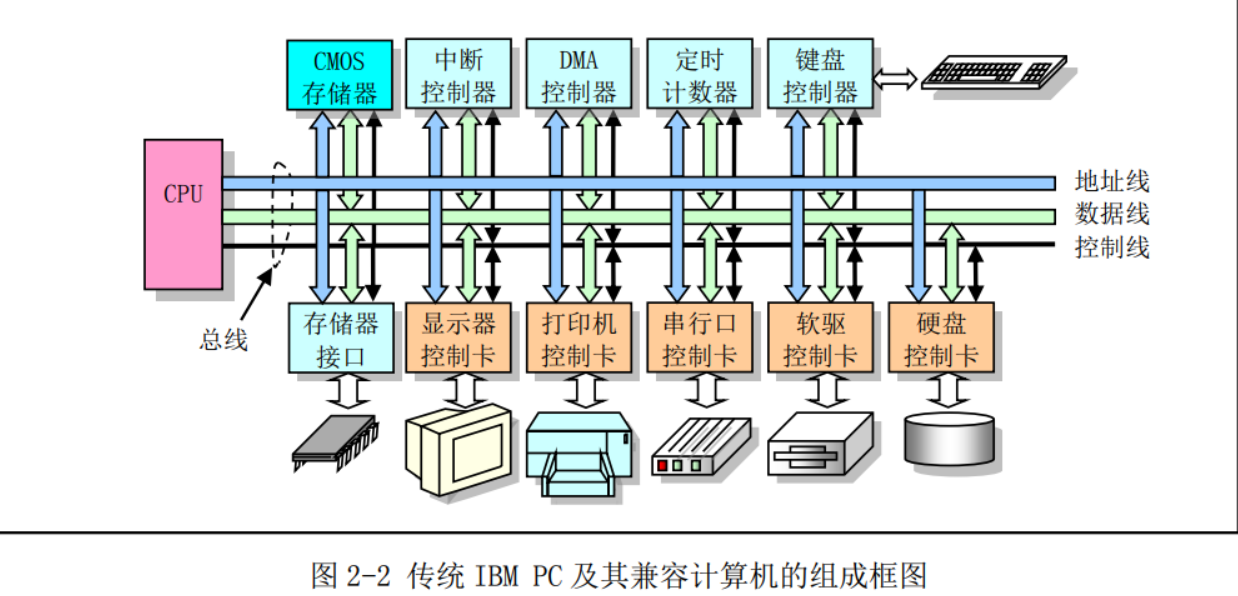 CMOS
存储器
中断
控制器
DMA
控制器
定时
计数器
键盘
控制器
CPU
地址线
数据线
控制线
总线
存储器
接口
显示器
控制卡
打印机
控制卡
串行口
控制卡
软驱
控制卡
硬盘
控制卡
图 2-2 传统 IBM PC 及其兼容计算机的组成框图